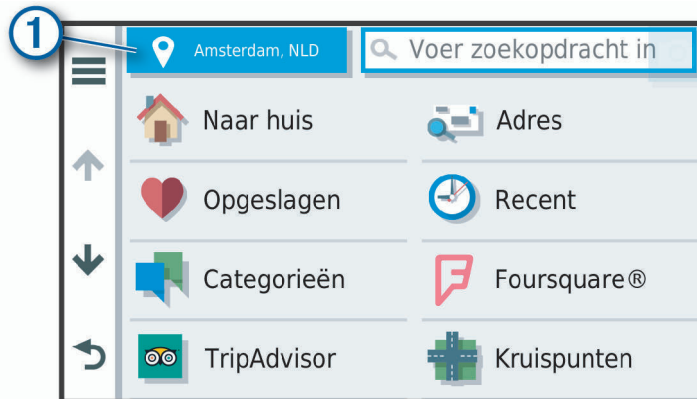 1
Amsterdam, NLD
Voer zoekopdracht in
Naar huis
Adres
Opgeslagen
Recent
Categorieën
Foursquare®
TripAdvisor
Kruispunten